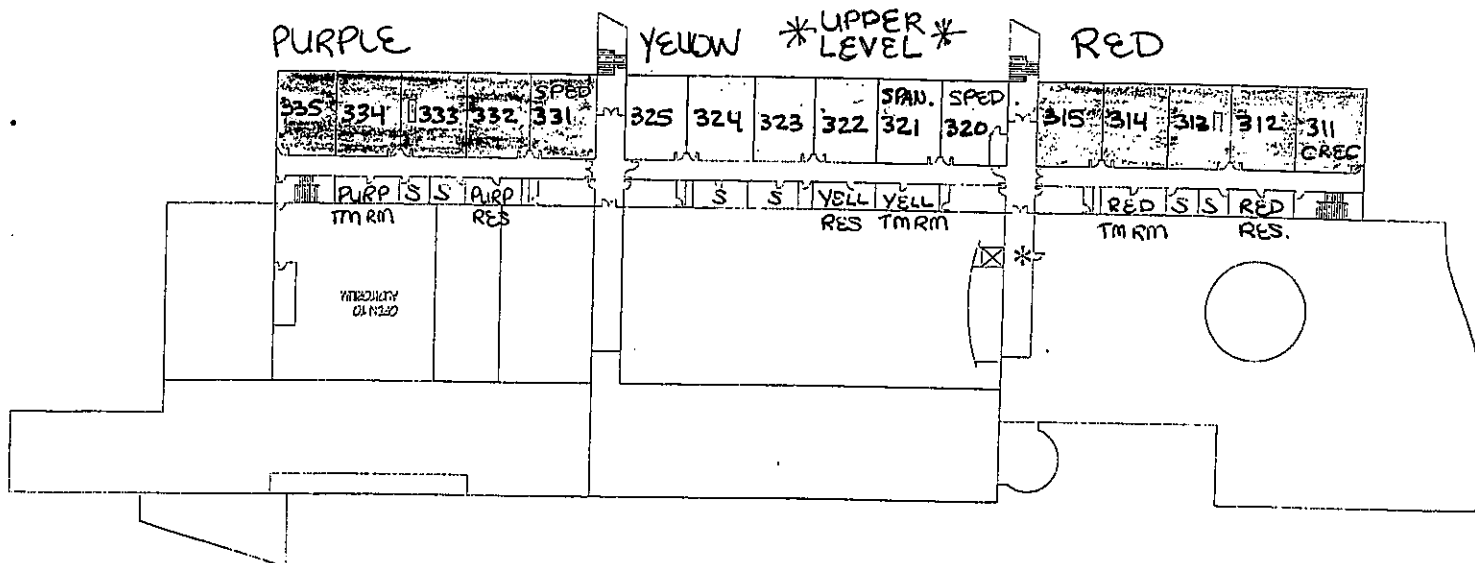 PURPLE
YELLOW
*UPPER LEVEL*
RED
335
334
333
332
SPED
331
325
324
323
322
SPAN.
321
SPED
320
315
314
313
312
311
CREC
PURP
TM RM
S
S
PURP
RES
S
S
YELL
RES
YELL
TMRM
RED
TM RM
S
S
RED
RES.
OPEN TO
AUDITORIUM
*